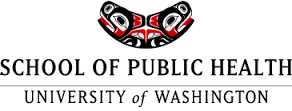 SCHOOL OF PUBLIC HEALTH
UNIVERSITY of WASHINGTON